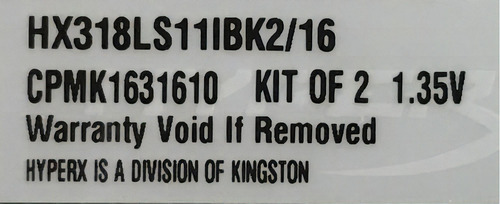 HX318LS11IBK2/16
CPMK1631610 KIT OF 2 1.35V
Warranty Void If Removed
HYPERX IS A DIVISION OF KINGSTON